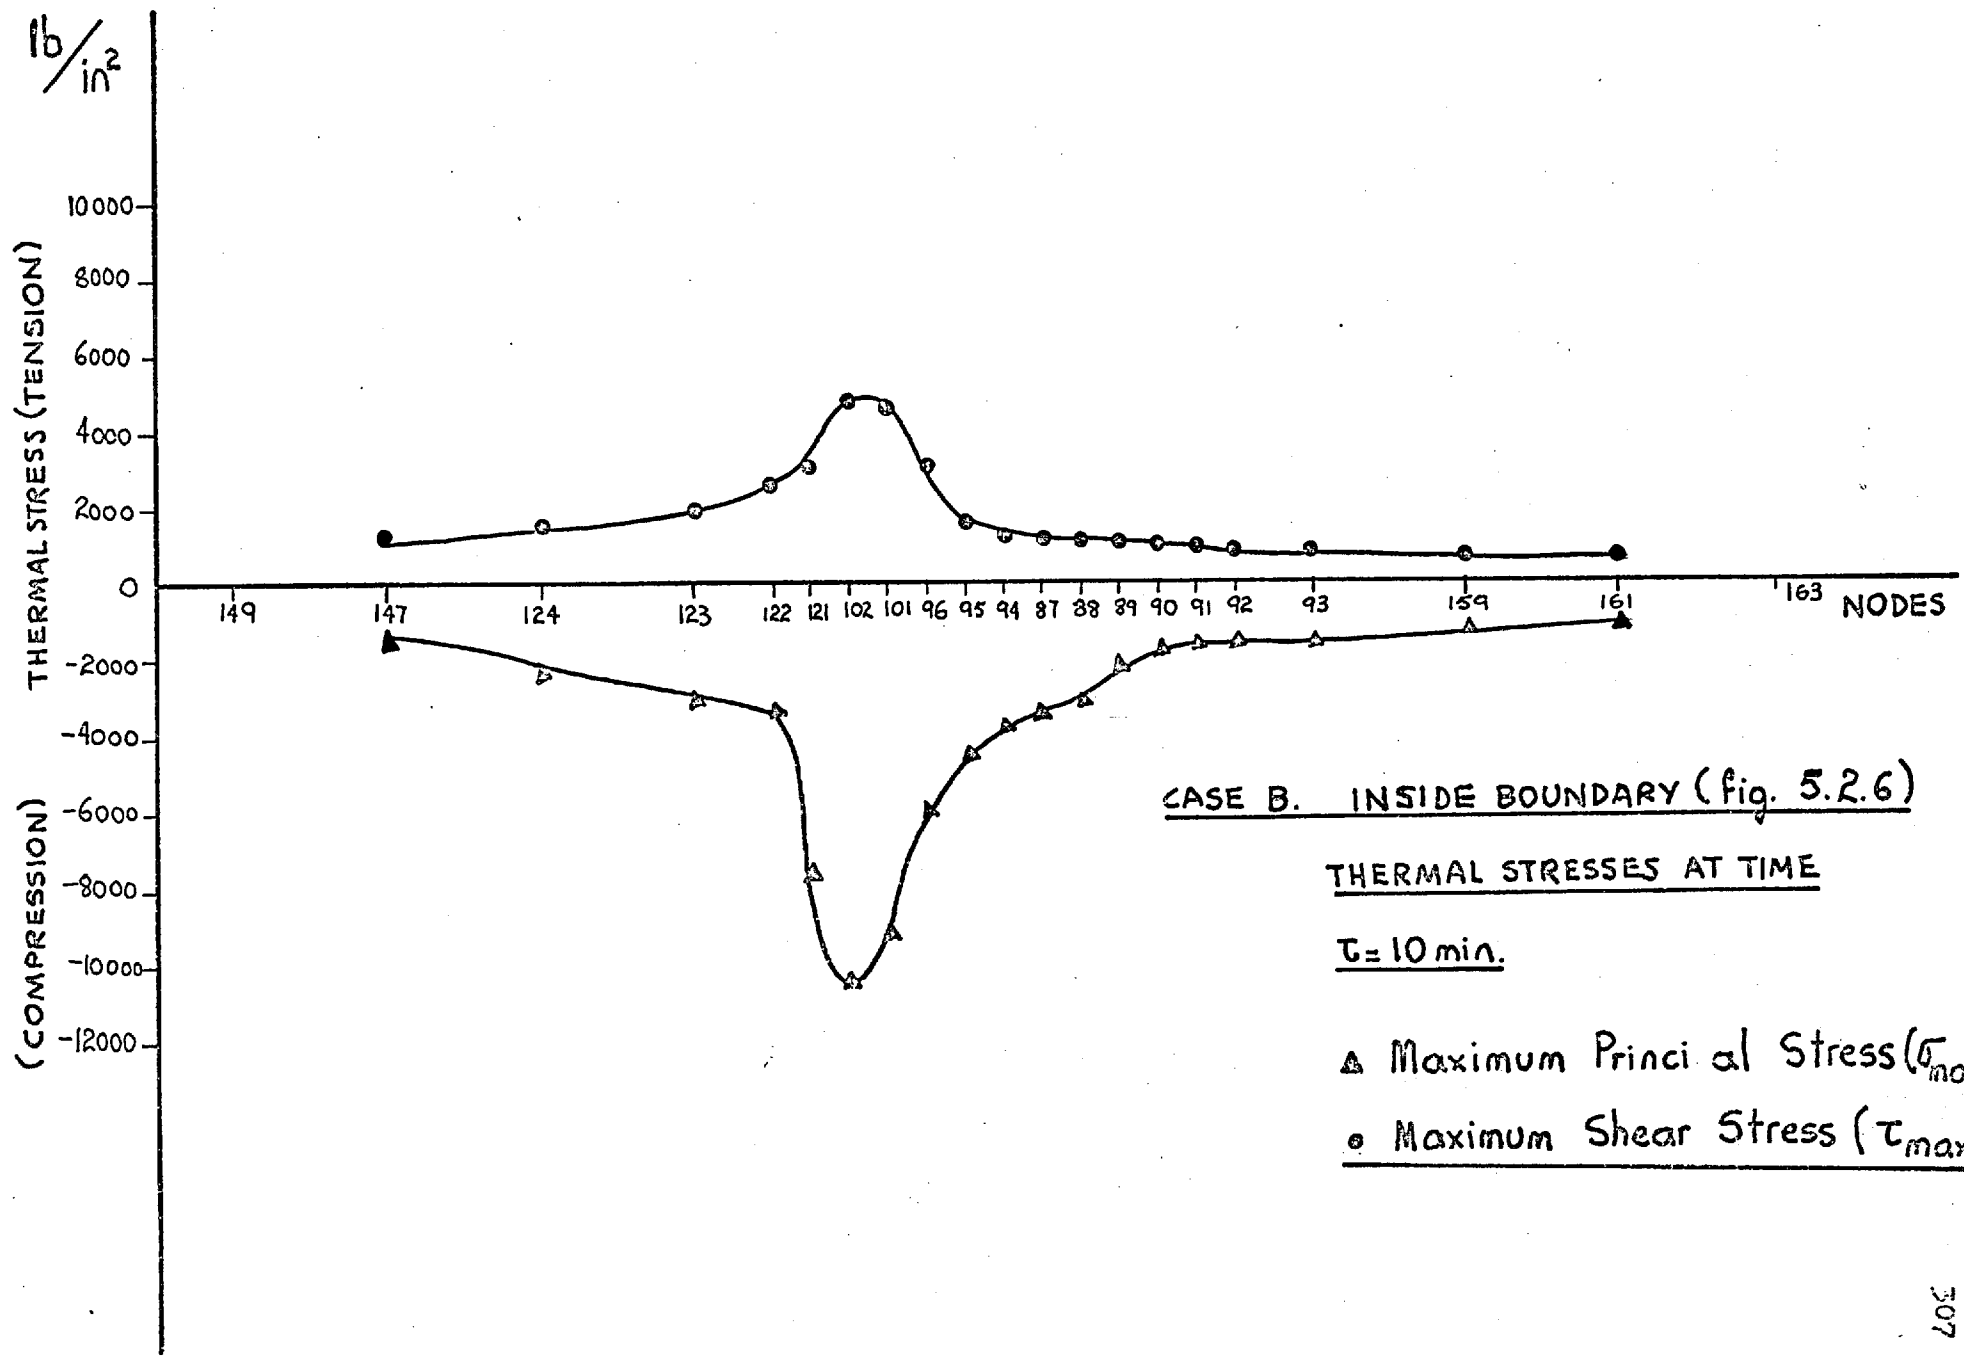 lb/in²
THERMAL STRESS (TENSION)
(COMPRESSION)
10000
8000
6000
4000
2000
0
-2000
-4000
-6000
-8000
-10000
-12000
149 147 124 123 122 121 102 101 96 95 94 87 88 89 90 91 92 93 159 161 163 NODES
CASE B. INSIDE BOUNDARY (fig. 5.2.6)
THERMAL STRESSES AT TIME
τ=10 min.
Maximum Princi al Stress (σma
Maximum Shear Stress (τmax
307